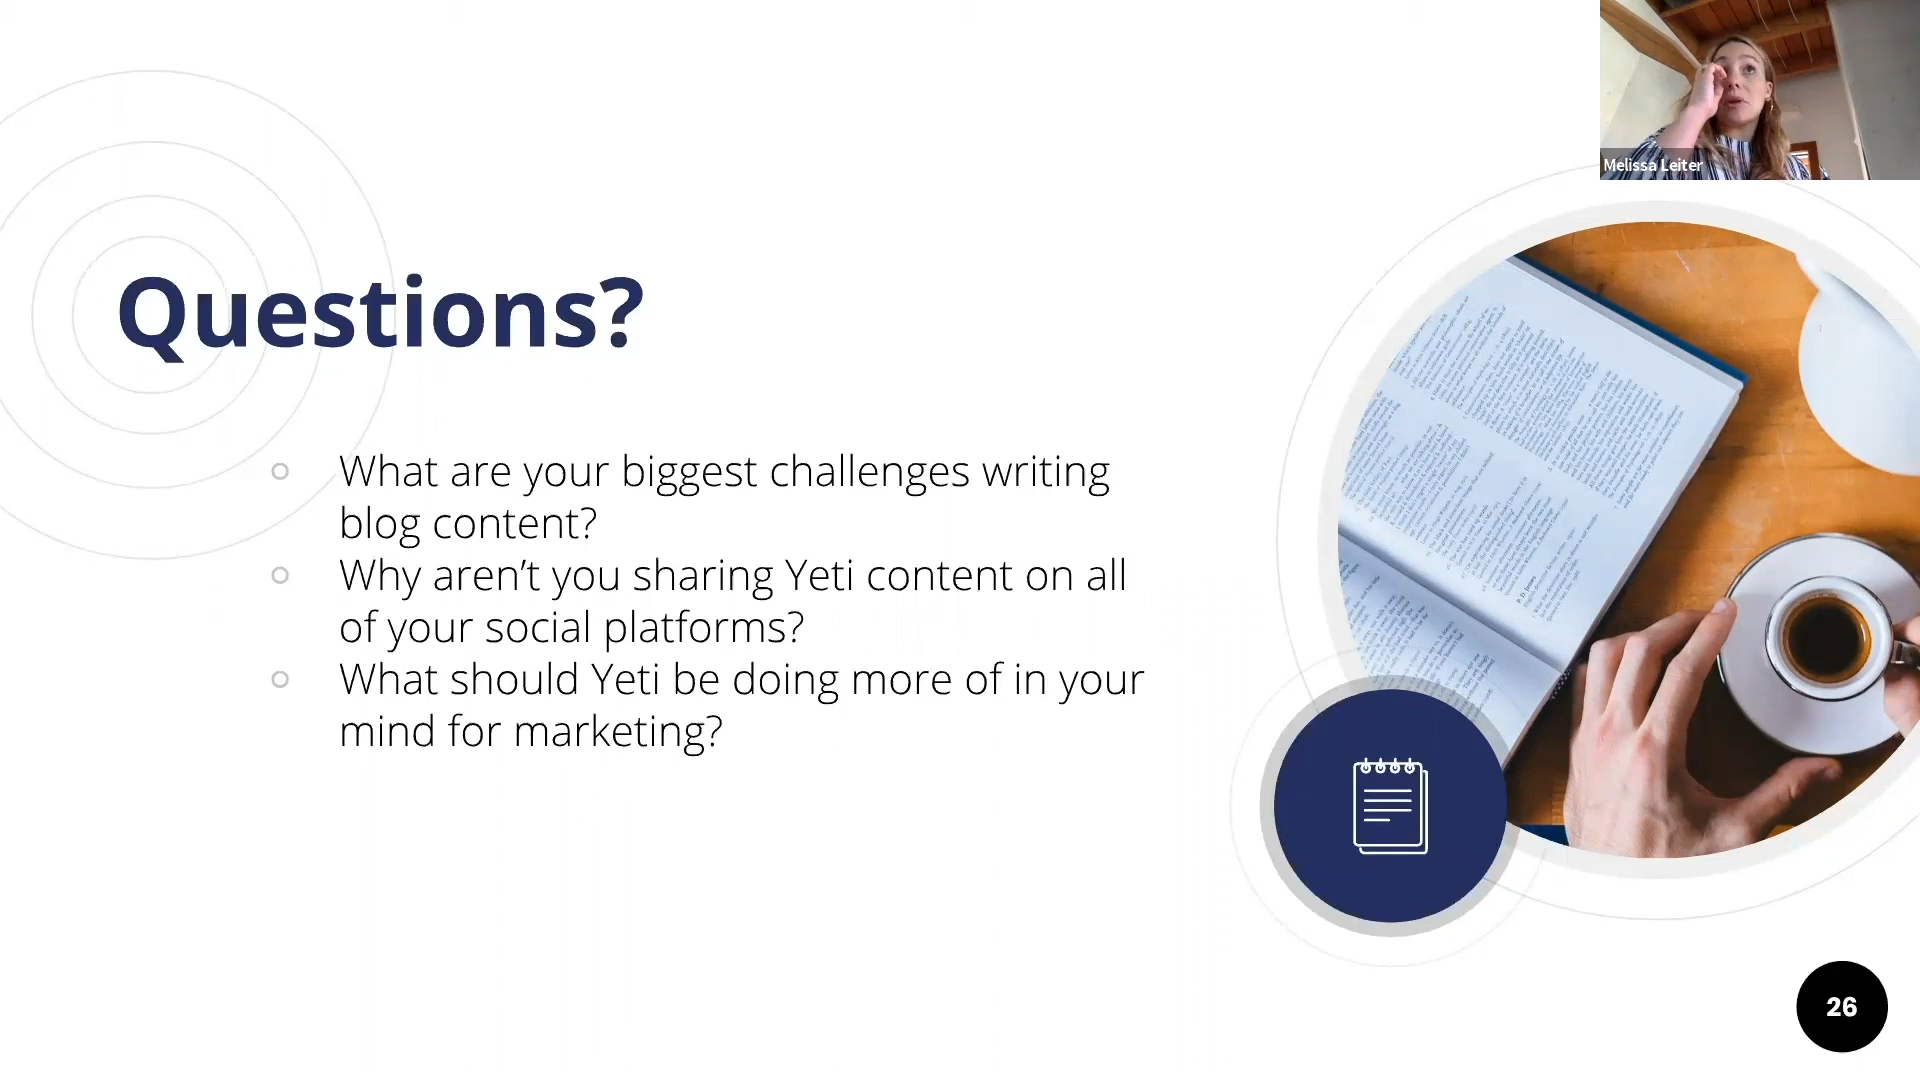 Melissa Leiter
Questions?
What are your biggest challenges writing
blog content?
Why aren’t you sharing Yeti content on all
of your social platforms?
What should Yeti be doing more of in your
mind for marketing?
26